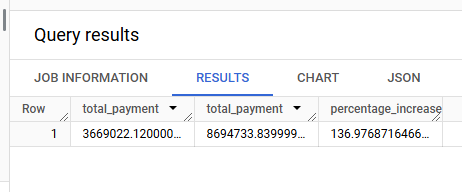 Query results
JOB INFORMATION RESULTS CHART JSON
Row total_payment total_payment percentage_increase
1 3669022.120000... 8694733.839999... 136.9768716466...